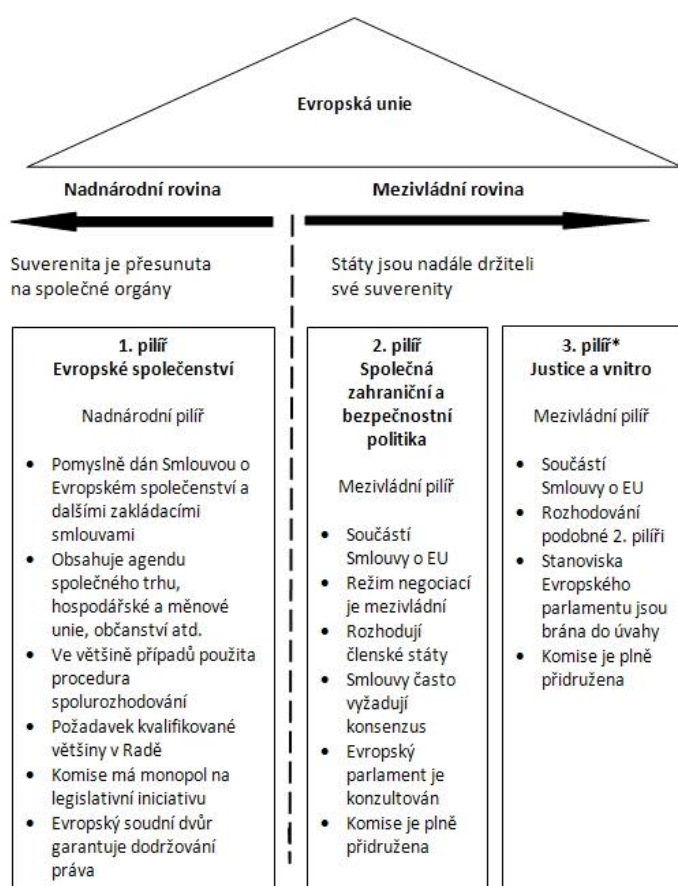 Evropská unie
Nadnárodní rovina
Mezivládní rovina
Suverenita je přesunuta
na společné orgány
Státy jsou nadále držiteli
své suverenity
1. pilíř
Evropské společenství
Nadnárodní pilíř
• Pomyslně dán Smlouvou o
Evropském společenství a
dalšími zakládacími
smlouvami
• Obsahuje agendu
společného trhu,
hospodářské a měnové
unie, občanství atd.
• Ve většině případů použita
procedura
spolurozhodování
• Požadavek kvalifikované
většiny v Radě
• Komise má monopol na
legislativní iniciativu
• Evropský soudní dvůr
garantuje dodržování
práva
2. pilíř
Společná
zahraniční a
bezpečnostní
politika
Mezivládní pilíř
• Součástí
Smlouvy o EU
• Režim negociací
je mezivládní
• Rozhodují
členské státy
• Smlouvy často
vyžadují
konsenzus
• Evropský
parlament je
konzultován
• Komise je plně
přidružena
3. pilíř*
Justice a vnitro
Mezivládní pilíř
• Součástí
Smlouvy o EU
• Rozhodování
podobné 2. pilíři
• Stanoviska
Evropského
parlamentu jsou
brána do úvahy
• Komise je plně
přidružena